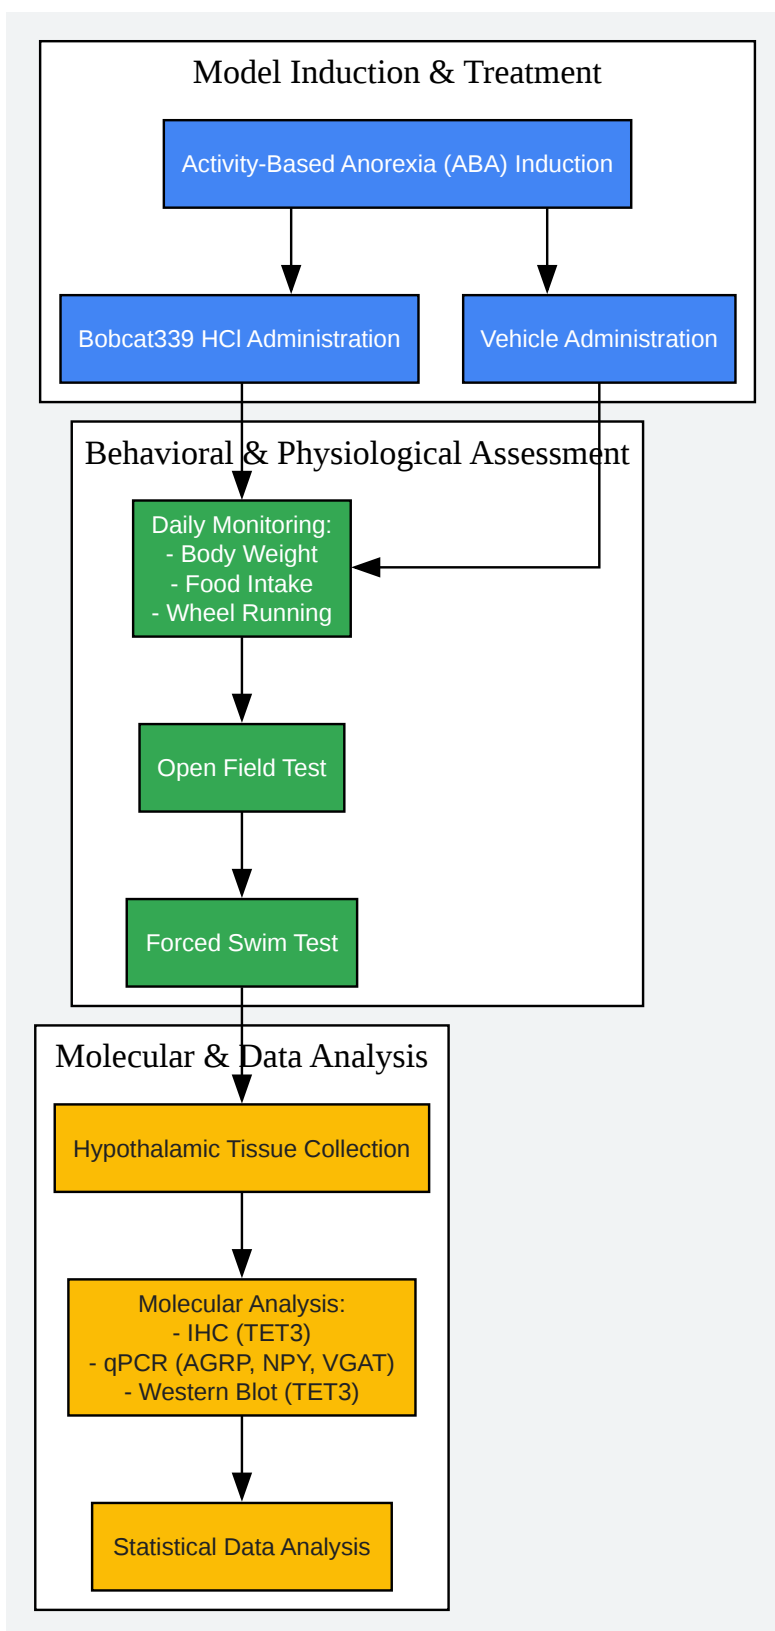 Model Induction & Treatment
Activity-Based Anorexia (ABA) Induction
Bobcat339 HCl Administration
Vehicle Administration
Behavioral & Physiological Assessment
Daily Monitoring:
- Body Weight
- Food Intake
- Wheel Running
Open Field Test
Forced Swim Test
Molecular & Data Analysis
Hypothalamic Tissue Collection
Molecular Analysis:
- IHC (TET3)
- qPCR (AGRP, NPY, VGAT)
- Western Blot (TET3)
Statistical Data Analysis